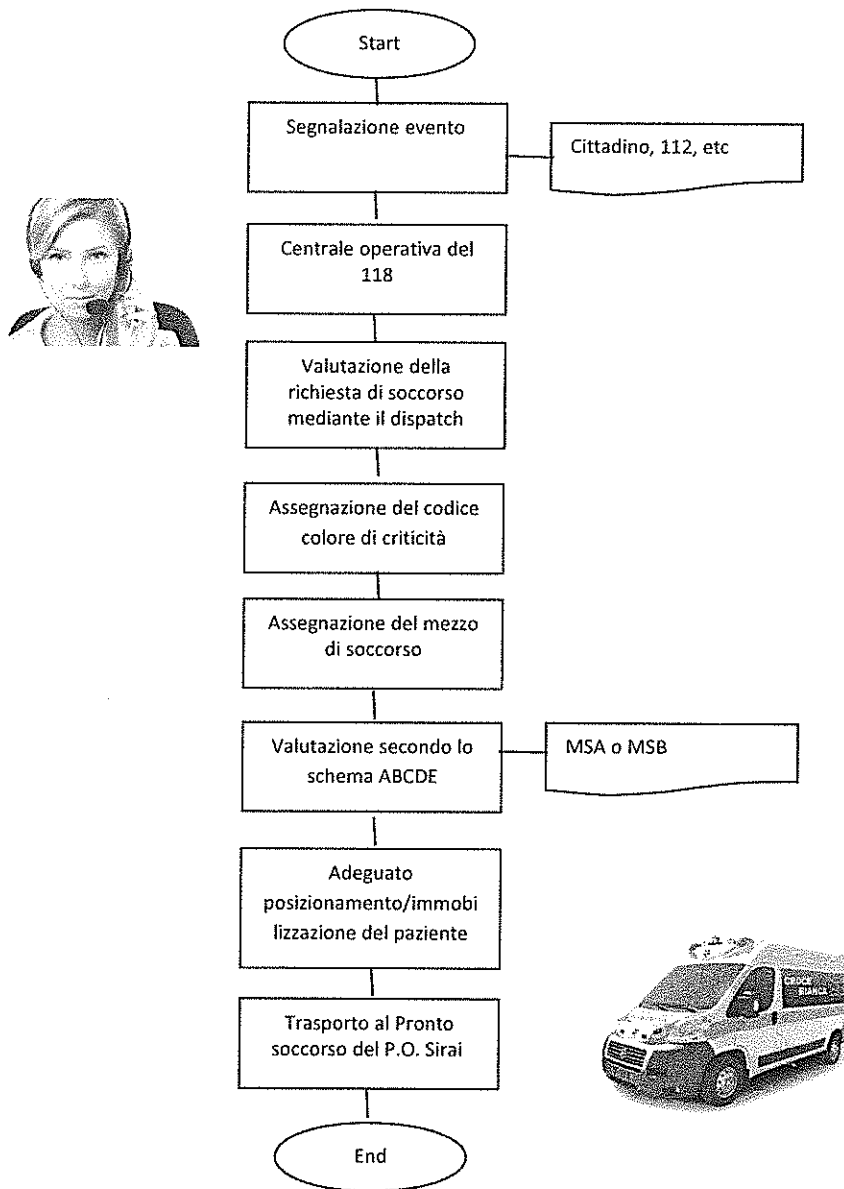 Start
Segnalazione evento
Cittadino, 112, etc
Centrale operativa del
118
Valutazione della
richiesta di soccorso
mediante il dispatch
Assegnazione del codice
colore di criticità
Assegnazione del mezzo
di soccorso
Valutazione secondo lo
schema ABCDE
MSA o MSB
Adeguato
posizionamento/immobi
lizzazione del paziente
Trasporto al Pronto
soccorso del P.O. Sirai
CROCE
BIANCA
End